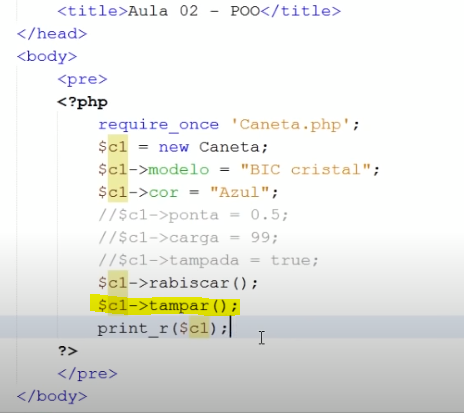 <title>Aula 02 - POO</title>
</head>
<body>
<pre>
<?php
require_once 'Caneta.php';
$c1 = new Caneta;
$c1->modelo = "BIC cristal";
$c1->cor = "Azul";
//$c1->ponta = 0.5;
//$c1->carga = 99;
//$c1->tampada = true;
$c1->rabiscar();
$c1->tampar();
print_r($c1);
?>
</pre>
</body>